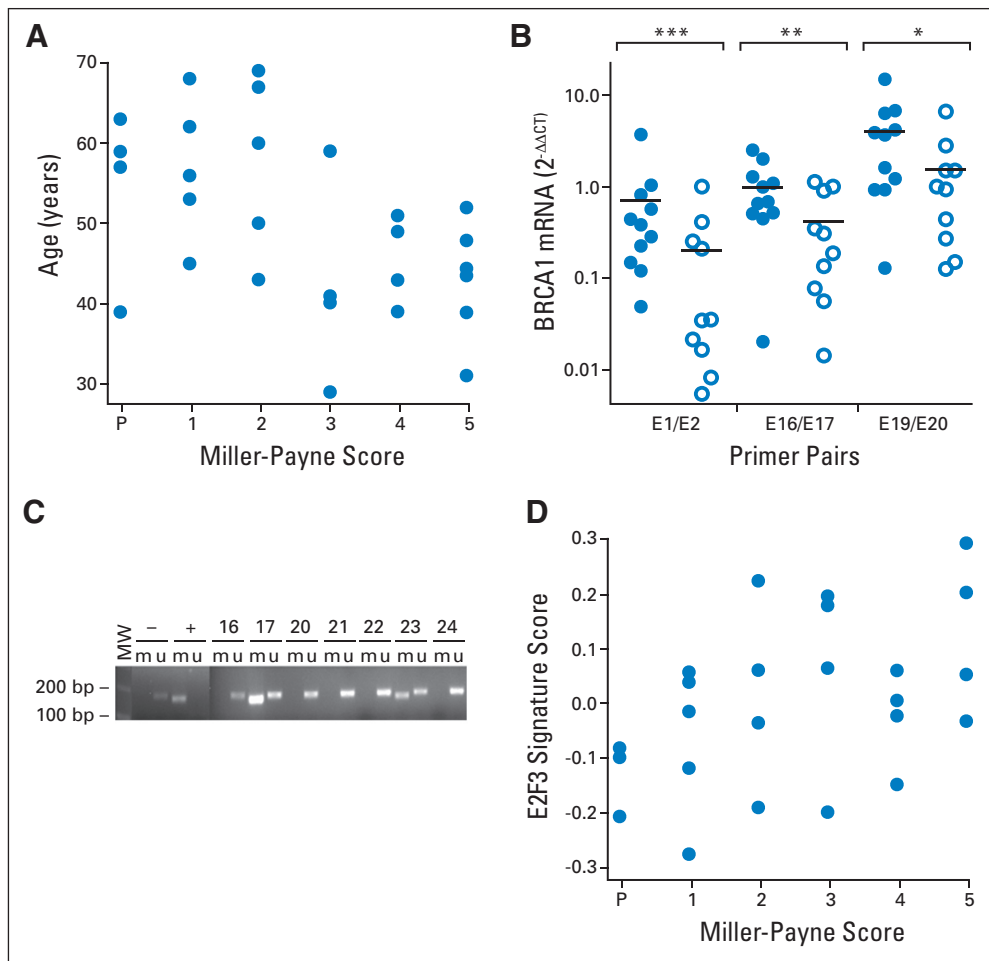 A
Age (years)
70
60
50
40
30
P 1 2 3 4 5
Miller-Payne Score
B
*** ** *
BRCA1 mRNA (2-ΔΔCT)
10.0
1.0
0.1
0.01
E1/E2 E16/E17 E19/E20
Primer Pairs
C
MW – + 16 17 20 21 22 23 24
m u m u m u m u m u m u m u m u m u
200 bp –
100 bp –
D
E2F3 Signature Score
0.3
0.2
0.1
0.0
-0.1
-0.2
-0.3
P 1 2 3 4 5
Miller-Payne Score